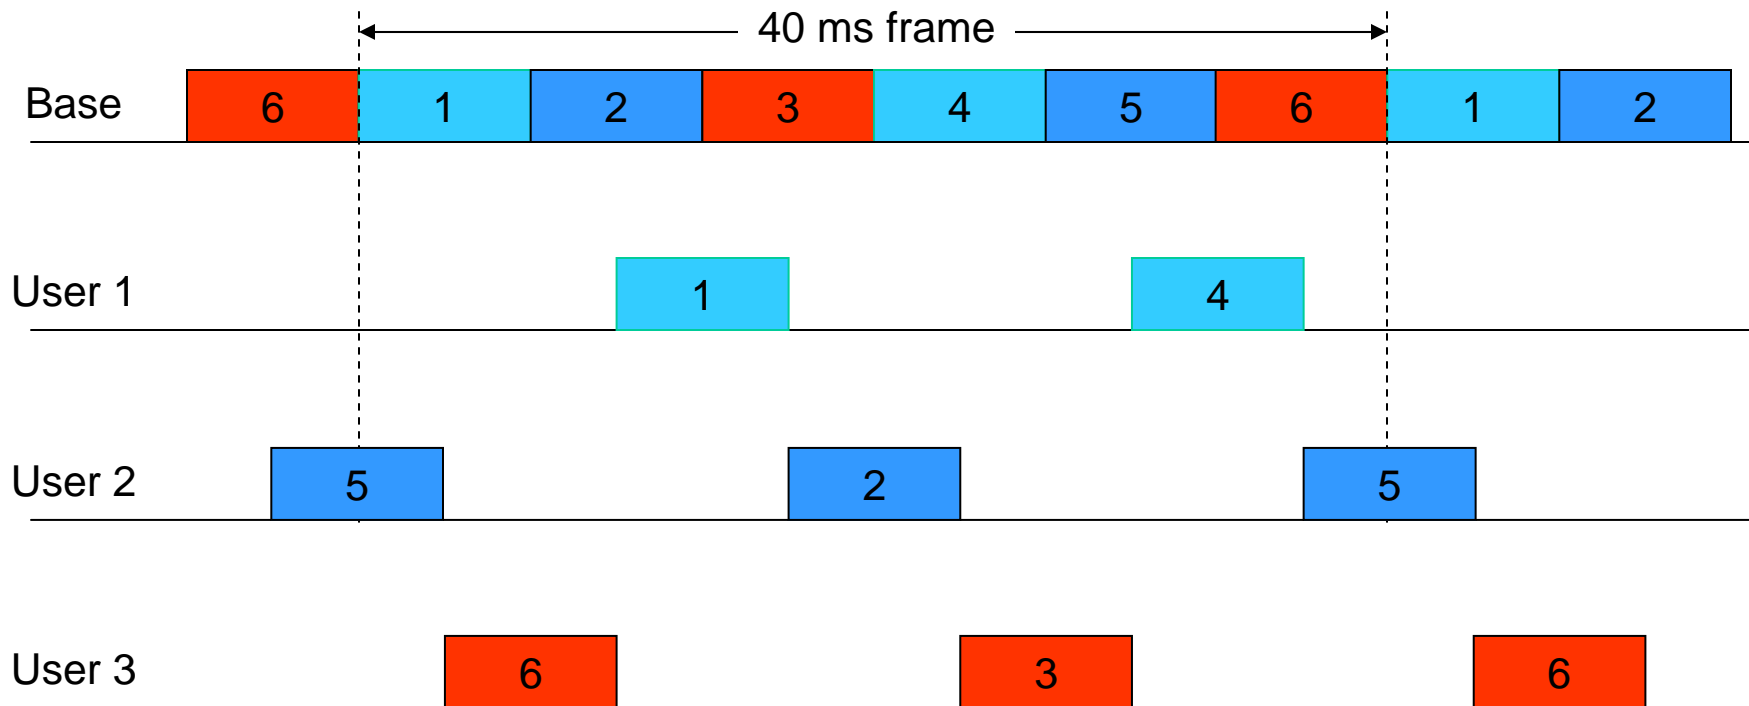 40 ms frame
Base 6 1 2 3 4 5 6 1 2
User 1 1 4
User 2 5 2 5
User 3 6 3 6